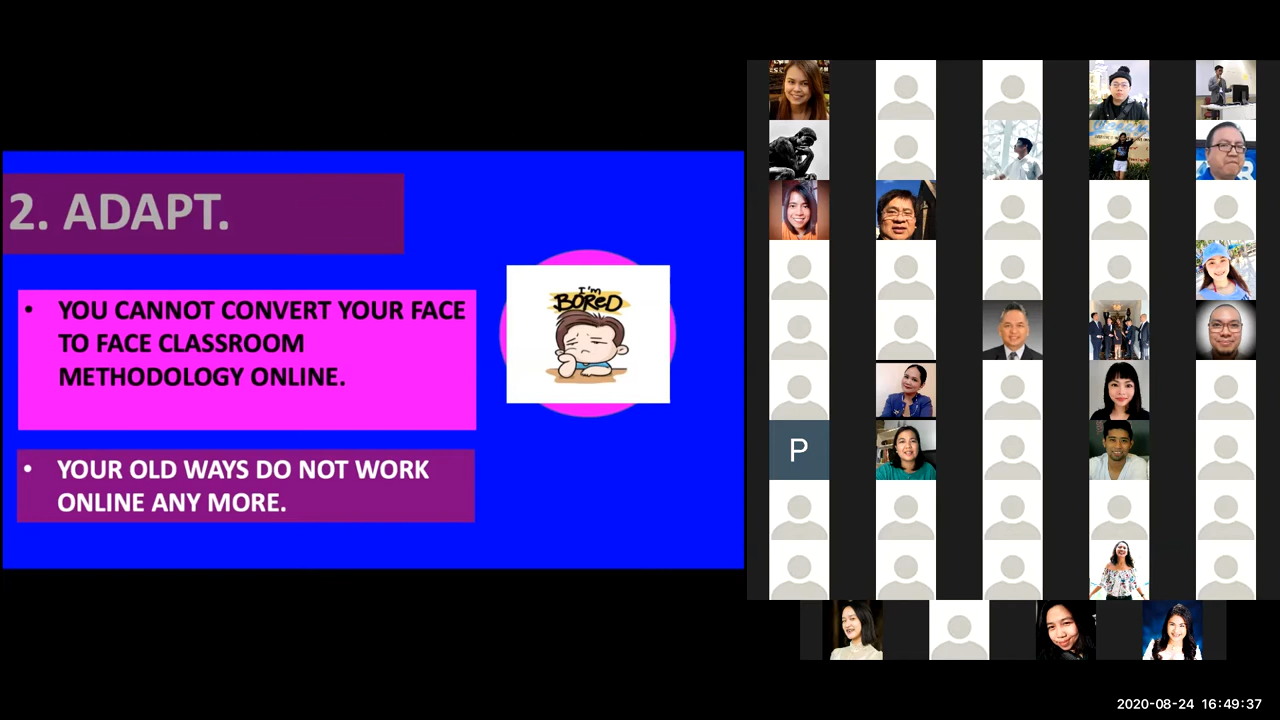 2. ADAPT.
• YOU CANNOT CONVERT YOUR FACE
TO FACE CLASSROOM
METHODOLOGY ONLINE.
• YOUR OLD WAYS DO NOT WORK
ONLINE ANY MORE.
I'm
BORED
P
2020-08-24 16:49:37